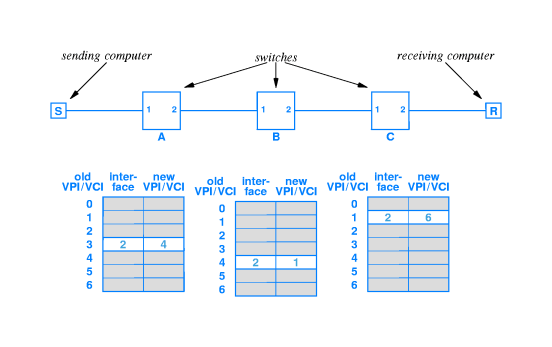 sending computer
switches
receiving computer
S
1 2
1 2
1 2
R
A
B
C
old inter- new
VPI/VCI face VPI/VCI
0
1
2
3 2 4
4
5
6
old inter- new
VPI/VCI face VPI/VCI
0
1
2
3
4 2 1
5
6
old inter- new
VPI/VCI face VPI/VCI
0
1 2 6
2
3
4
5
6